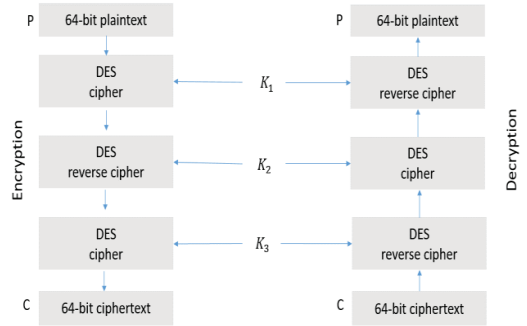 P
64-bit plaintext
P
64-bit plaintext
DES
cipher
K₁
DES
reverse cipher
Encryption
DES
reverse cipher
K₂
DES
cipher
Decryption
DES
cipher
K₃
DES
reverse cipher
C
64-bit ciphertext
C
64-bit ciphertext